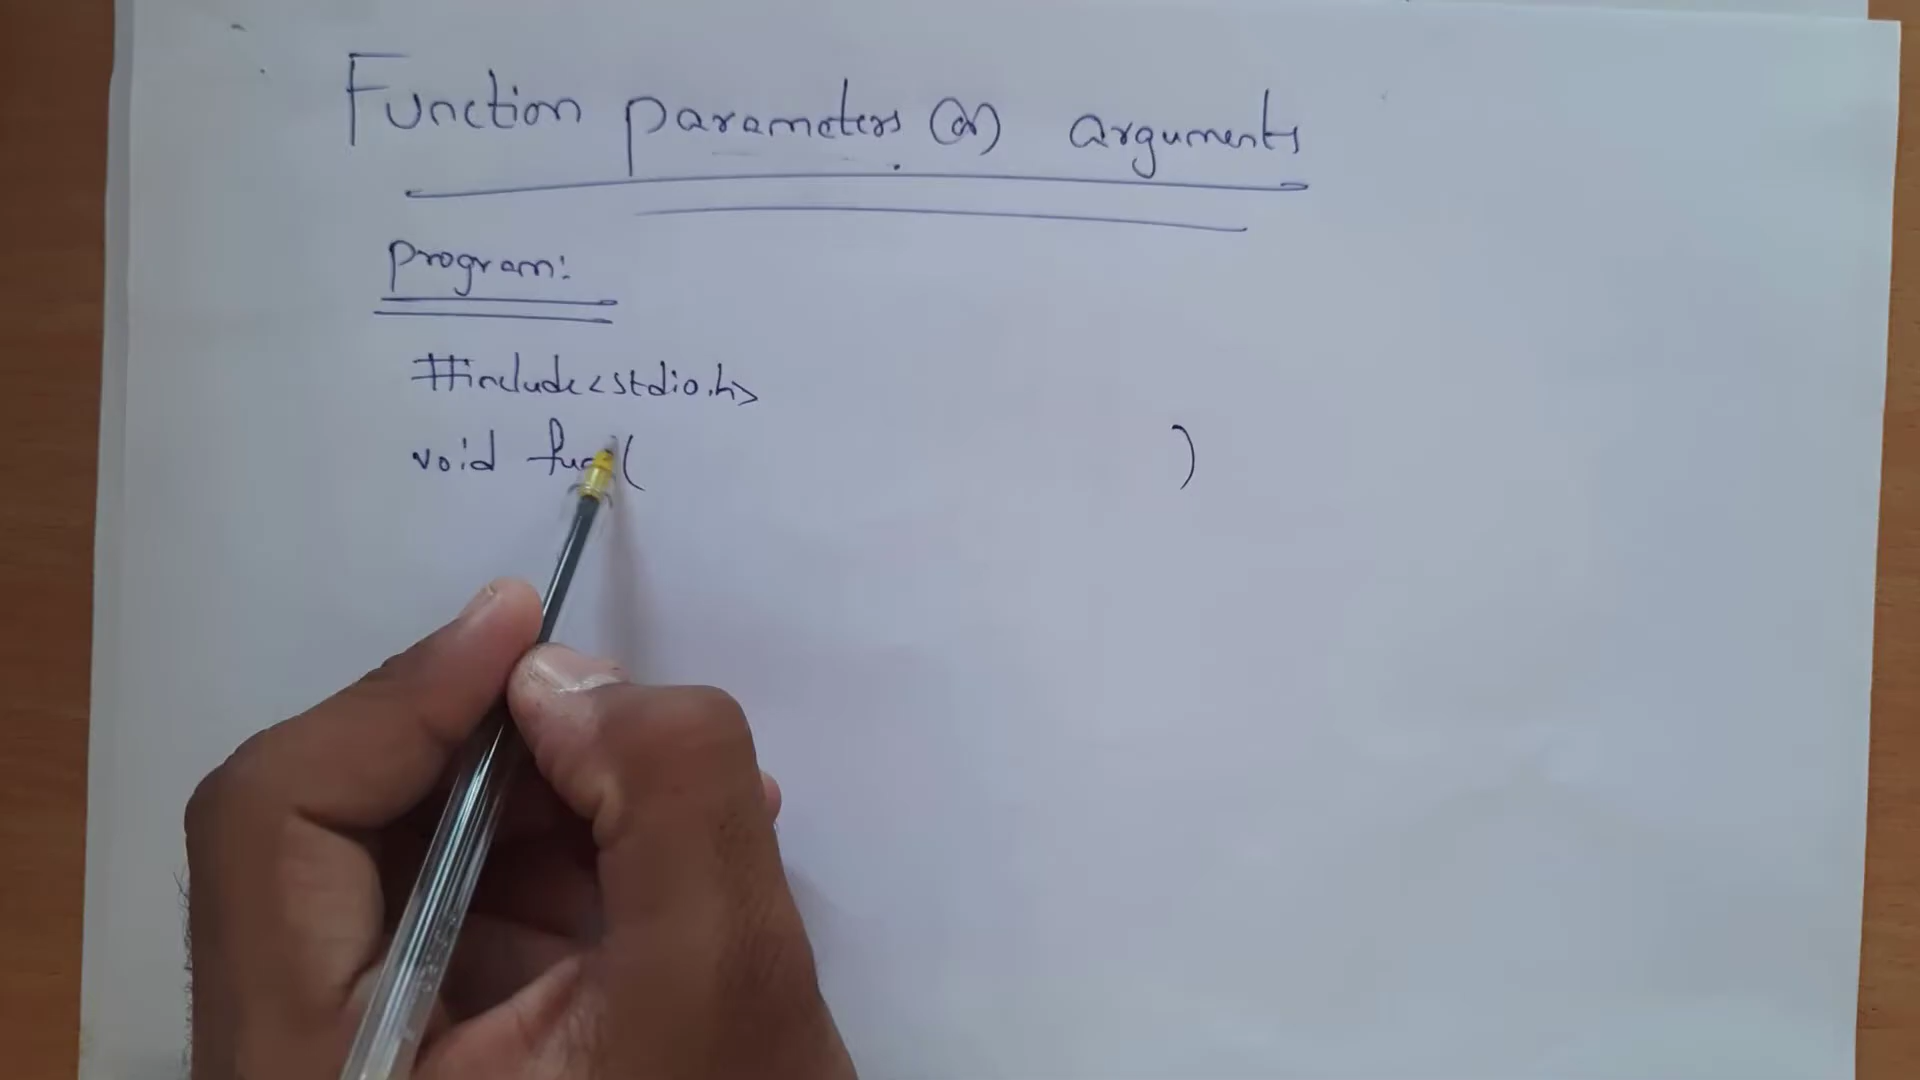 Function parameters (or) arguments
program:
#include<stdio.h>
void fun( )